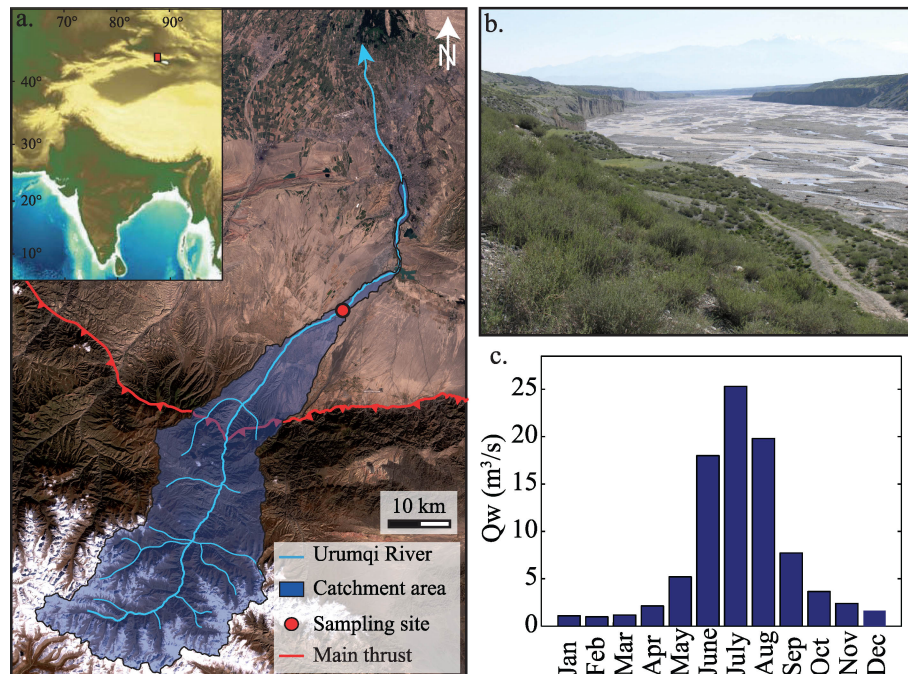 a.
70° 80° 90°
40°
30°
20°
10°
N
10 km
Urumqi River
Catchment area
Sampling site
Main thrust
b.
c.
Qw (m³/s)
25
20
15
10
5
0
Jan
Feb
Mar
Apr
May
June
July
Aug
Sep
Oct
Nov
Dec